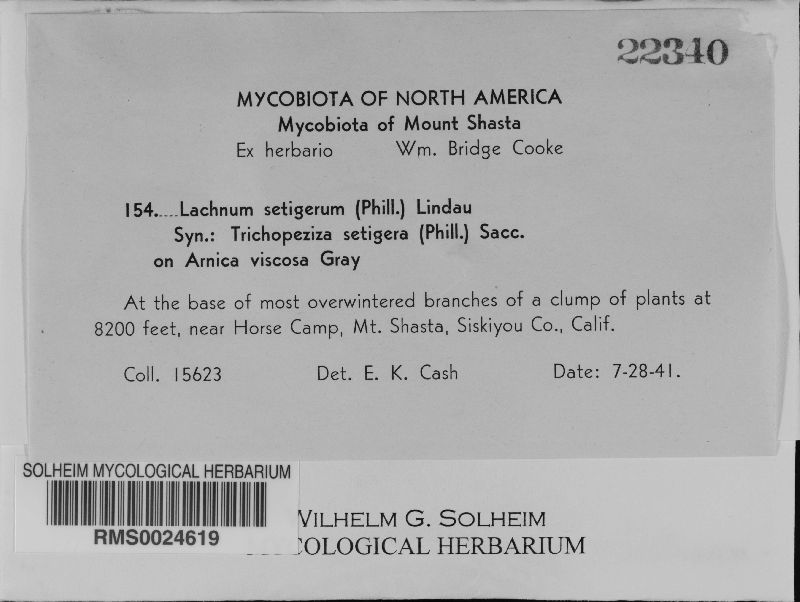 22340
MYCOBIOTA OF NORTH AMERICA
Mycobiota of Mount Shasta
Ex herbario Wm. Bridge Cooke
154.....Lachnum setigerum (Phill.) Lindau
Syn.: Trichopeziza setigera (Phill.) Sacc.
on Arnica viscosa Gray
At the base of most overwintered branches of a clump of plants at
8200 feet, near Horse Camp, Mt. Shasta, Siskiyou Co., Calif.
Coll. 15623 Det. E. K. Cash Date: 7-28-41.
SOLHEIM MYCOLOGICAL HERBARIUM
RMS0024619
WILHELM G. SOLHEIM
COLOGICAL HERBARIUM